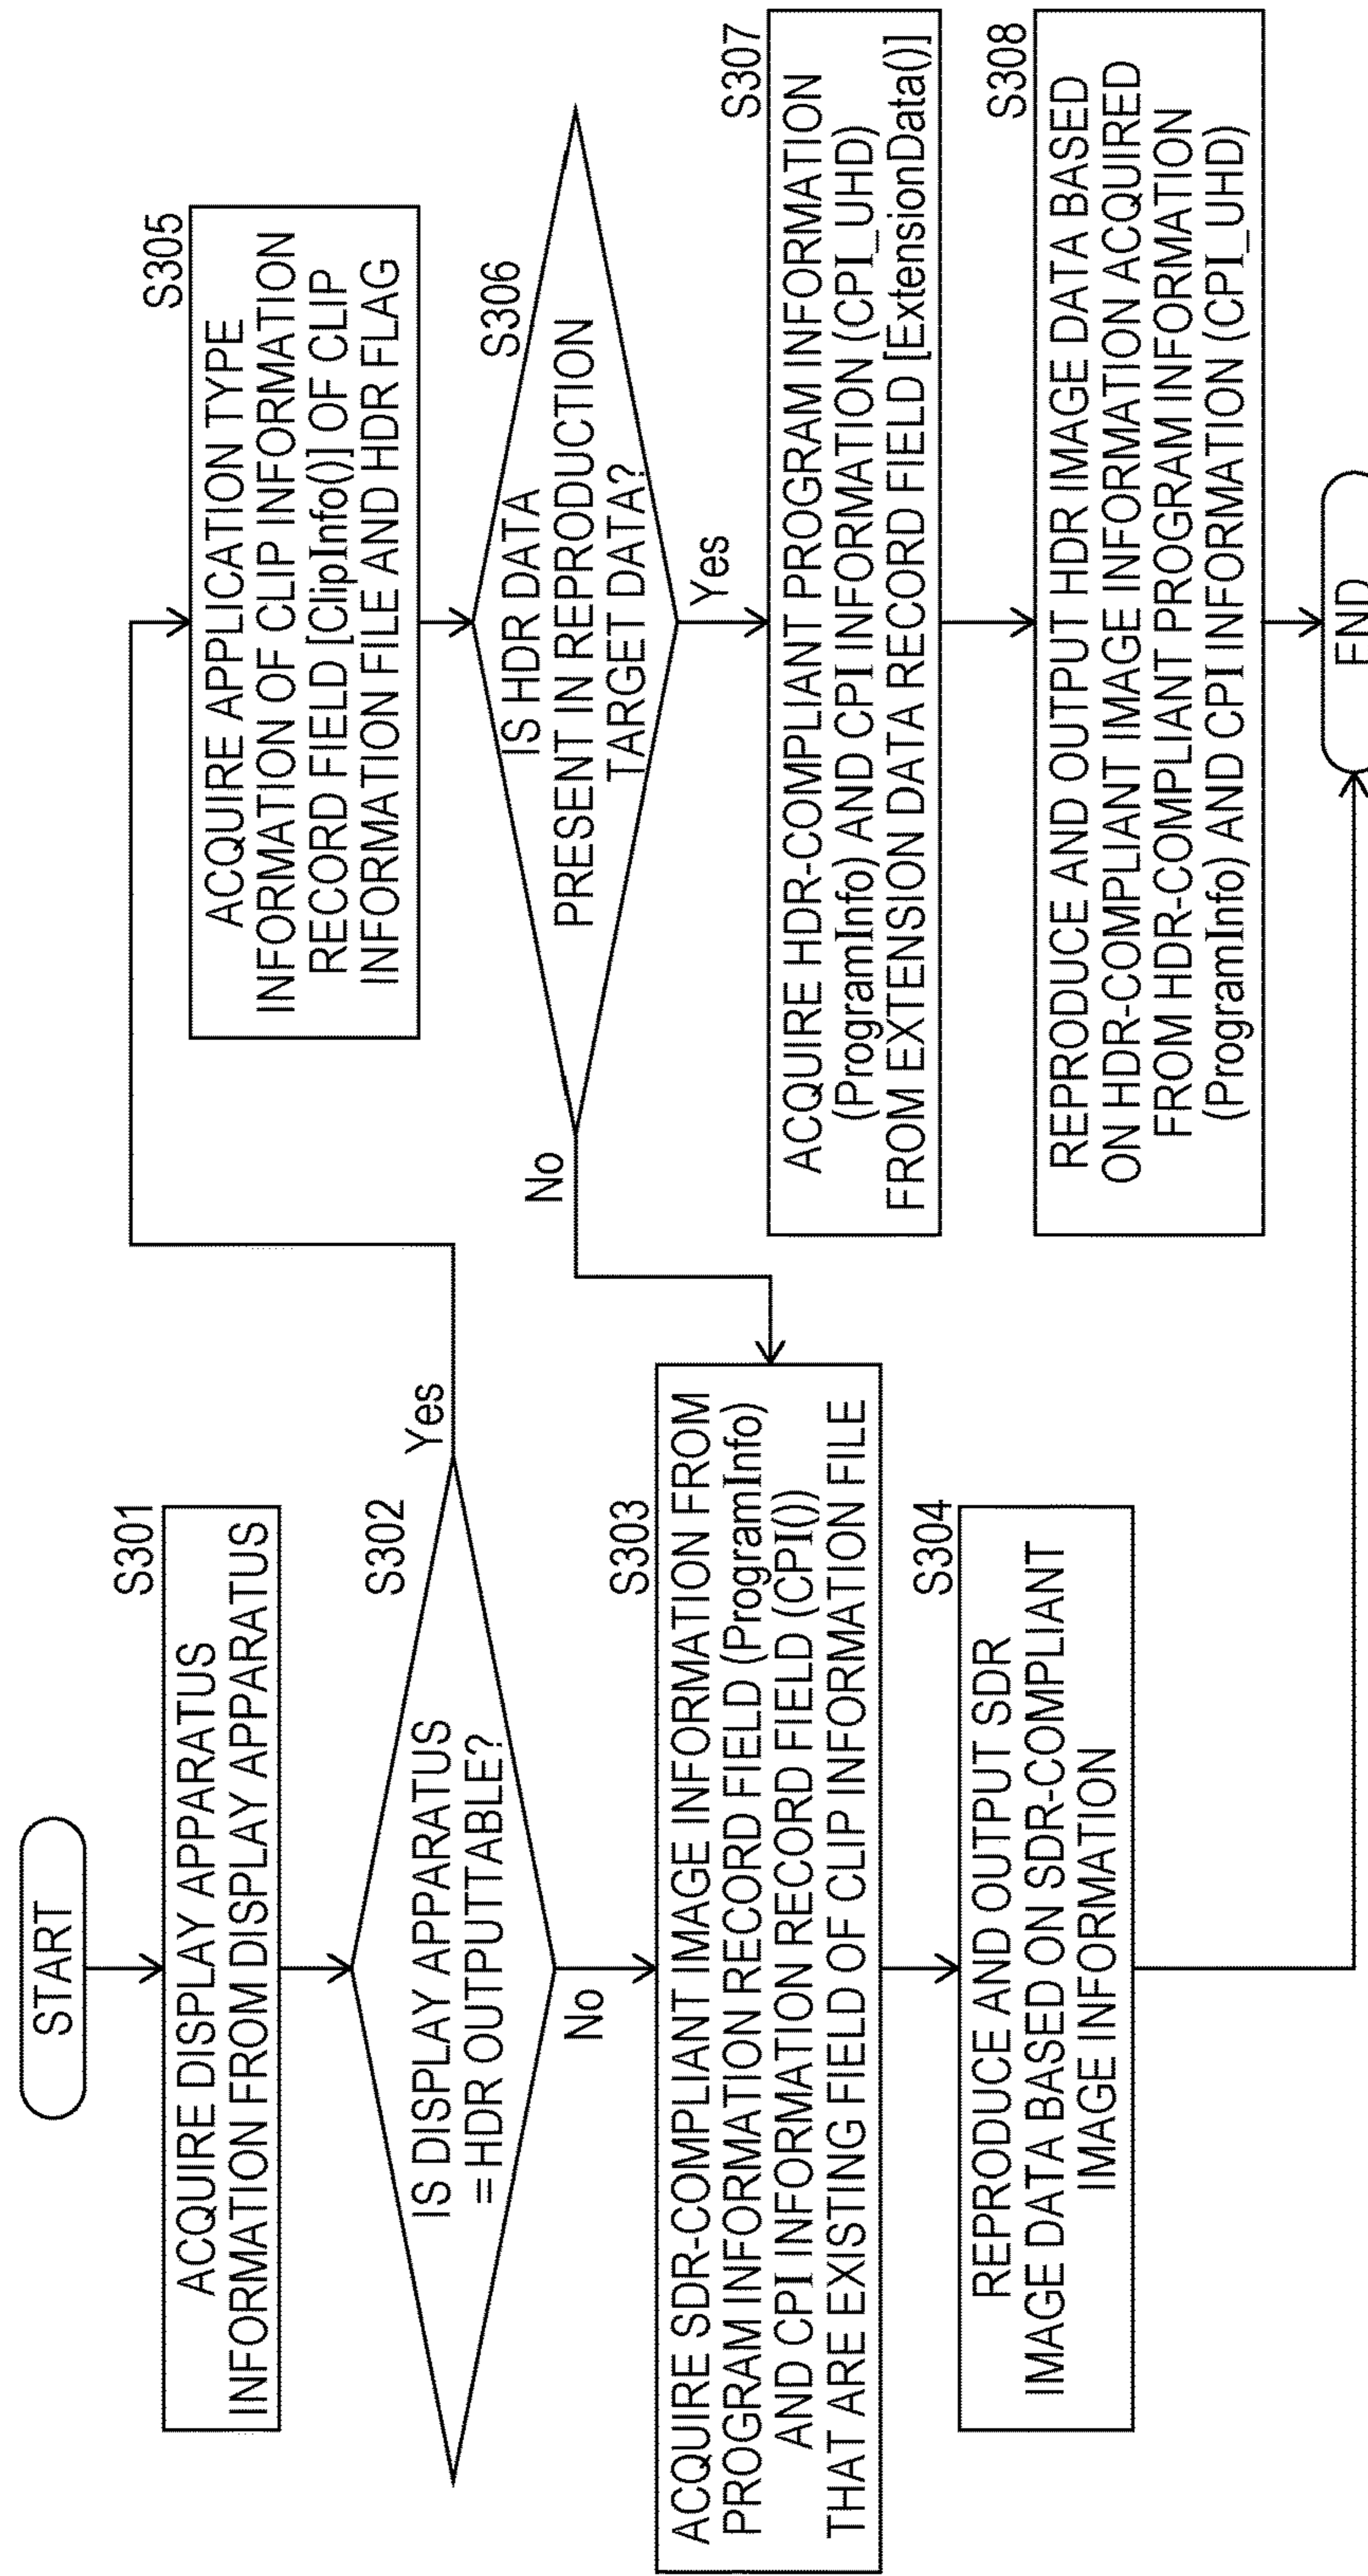 START
S301
ACQUIRE DISPLAY APPARATUS
INFORMATION FROM DISPLAY APPARATUS
S302
IS DISPLAY APPARATUS
= HDR OUTPUTTABLE?
Yes
No
S303
ACQUIRE SDR-COMPLIANT IMAGE INFORMATION FROM
PROGRAM INFORMATION RECORD FIELD (ProgramInfo)
AND CPI INFORMATION RECORD FIELD (CPI())
THAT ARE EXISTING FIELD OF CLIP INFORMATION FILE
S304
REPRODUCE AND OUTPUT SDR
IMAGE DATA BASED ON SDR-COMPLIANT
IMAGE INFORMATION
S305
ACQUIRE APPLICATION TYPE
INFORMATION OF CLIP INFORMATION
RECORD FIELD [ClipInfo()] OF CLIP
INFORMATION FILE AND HDR FLAG
S306
IS HDR DATA
PRESENT IN REPRODUCTION
TARGET DATA?
No
Yes
S307
ACQUIRE HDR-COMPLIANT PROGRAM INFORMATION
(ProgramInfo) AND CPI INFORMATION (CPI_UHD)
FROM EXTENSION DATA RECORD FIELD [ExtensionData()]
S308
REPRODUCE AND OUTPUT HDR IMAGE DATA BASED
ON HDR-COMPLIANT IMAGE INFORMATION ACQUIRED
FROM HDR-COMPLIANT PROGRAM INFORMATION
(ProgramInfo) AND CPI INFORMATION (CPI_UHD)
END